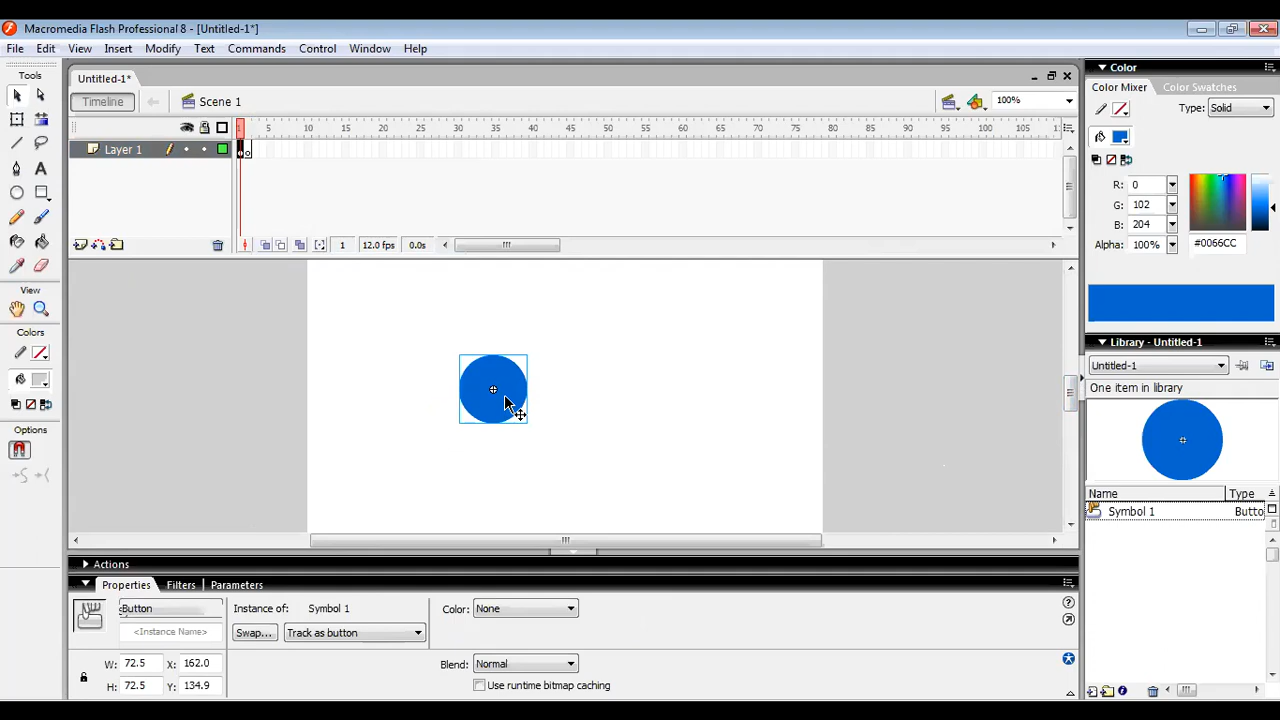 Macromedia Flash Professional 8 - [Untitled-1*]
File Edit View Insert Modify Text Commands Control Window Help
Tools
View
Colors
Options
Untitled-1*
Timeline
Scene 1
100%
1 5 10 15 20 25 30 35 40 45 50 55 60 65 70 75 80 85 90 95 100 105
Layer 1
1 12.0 fps 0.0s
Actions
Properties Filters Parameters
Button
<Instance Name>
Instance of: Symbol 1
Swap... Track as button
Color: None
Blend: Normal
Use runtime bitmap caching
W: 72.5 X: 162.0
H: 72.5 Y: 134.9
Color
Color Mixer Color Swatches
Type: Solid
R: 0
G: 102
B: 204
Alpha: 100% #0066CC
Library - Untitled-1
Untitled-1
One item in library
Name Type
Symbol 1 Butto